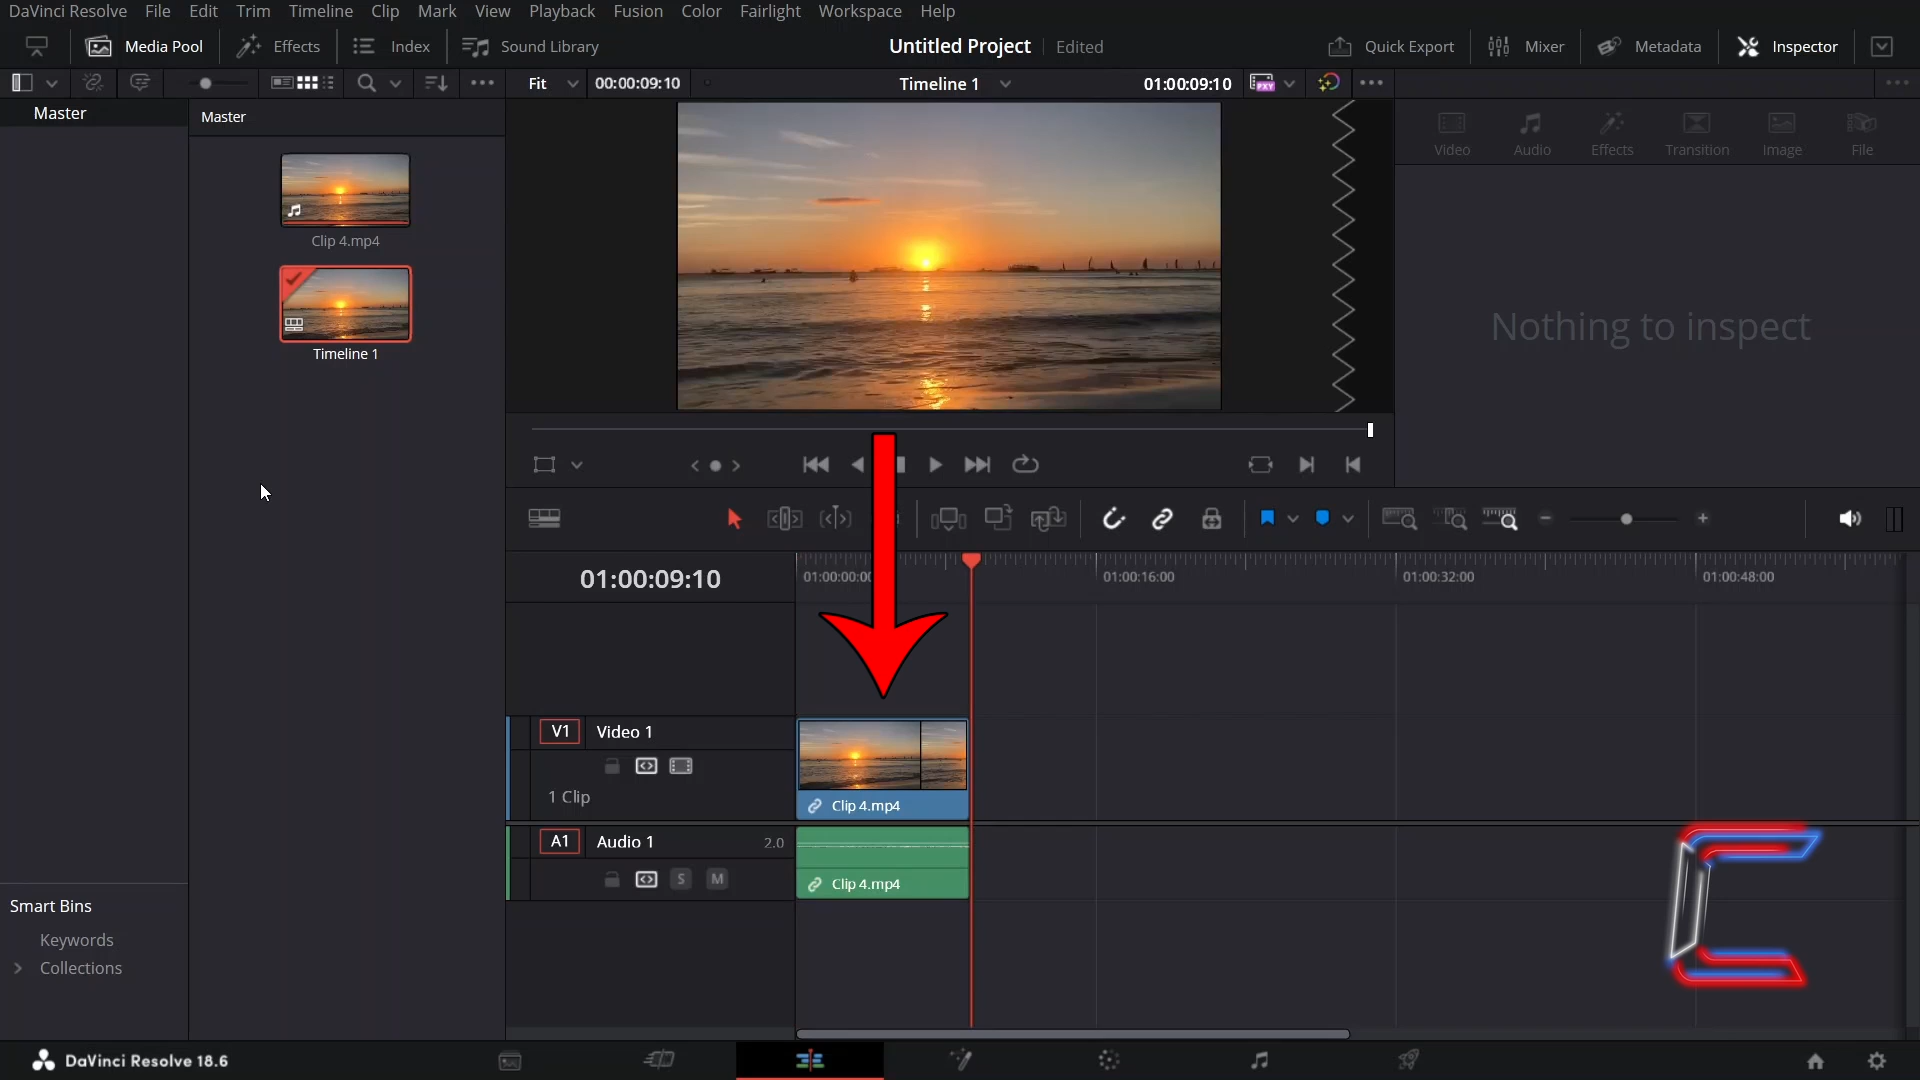 DaVinci Resolve File Edit Trim Timeline Clip Mark View Playback Fusion Color Fairlight Workspace Help
Media Pool Effects Index Sound Library Untitled Project Edited Quick Export Mixer Metadata Inspector
Fit 00:00:09:10 Timeline 1 01:00:09:10 PXY
Master
Master
Video Audio Effects Transition Image File
Clip 4.mp4
Nothing to inspect
Timeline 1
01:00:09:10
01:00:00:00 01:00:16:00 01:00:32:00 01:00:48:00
V1 Video 1
1 Clip
Clip 4.mp4
A1 Audio 1 2.0
S M
Clip 4.mp4
Smart Bins
Keywords
Collections
DaVinci Resolve 18.6